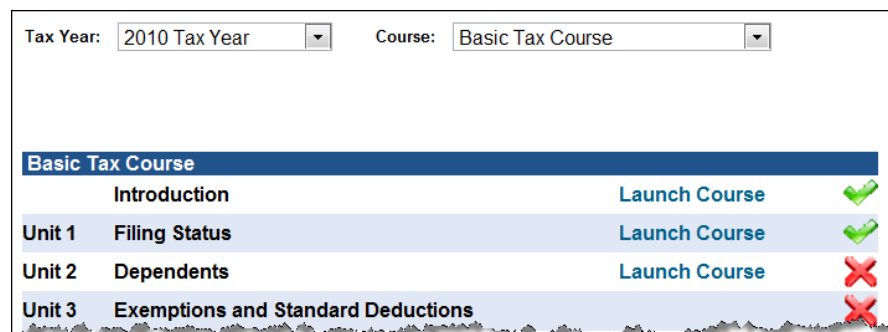 Tax Year: 2010 Tax Year Course: Basic Tax Course
Basic Tax Course
Introduction Launch Course
Unit 1 Filing Status Launch Course
Unit 2 Dependents Launch Course
Unit 3 Exemptions and Standard Deductions